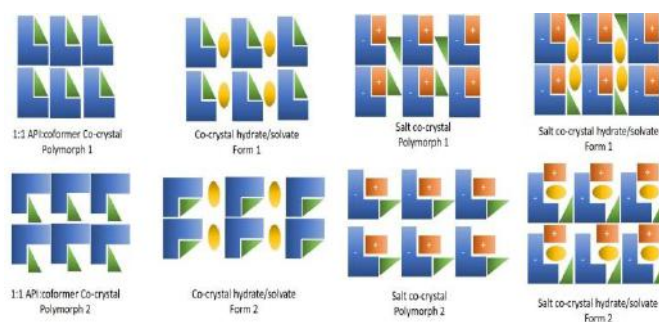 1:1 API:coformer Co-crystal
Polymorph 1
Co-crystal hydrate/solvate
Form 1
Salt co-crystal
Polymorph 1
Salt co-crystal hydrate/solvate
Form 1
1:1 API:coformer Co-crystal
Polymorph 2
Co-crystal hydrate/solvate
Form 2
Salt co-crystal
Polymorph 2
Salt co-crystal hydrate/solvate
Form 2